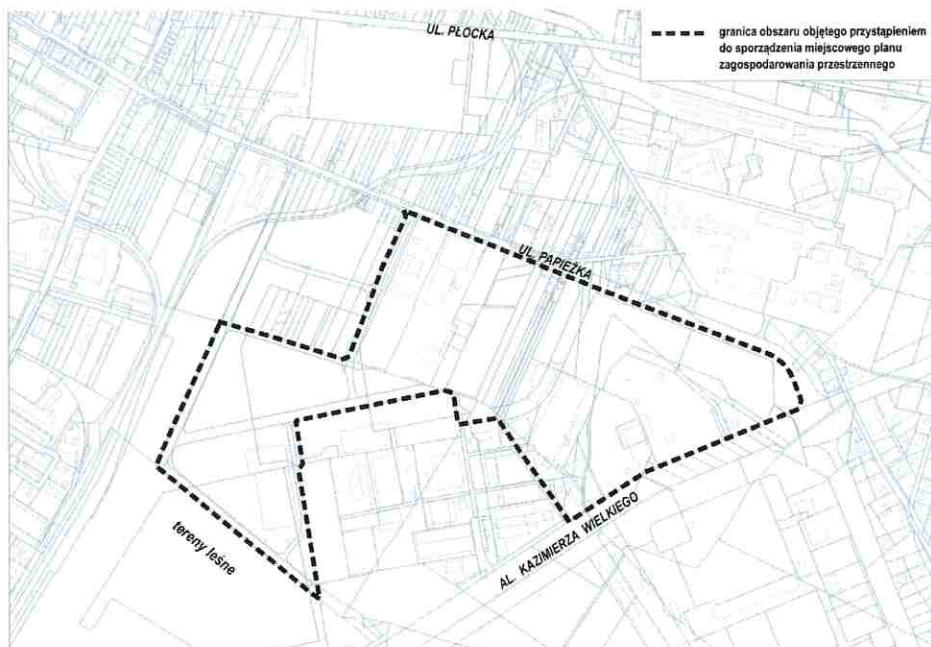 UL. PŁOCKA
granica obszaru objętego przystąpieniem
do sporządzenia miejscowego planu
zagospodarowania przestrzennego
UL. PAPIEŻKA
tereny leśne
AL. KAZIMIERZA WIELKIEGO